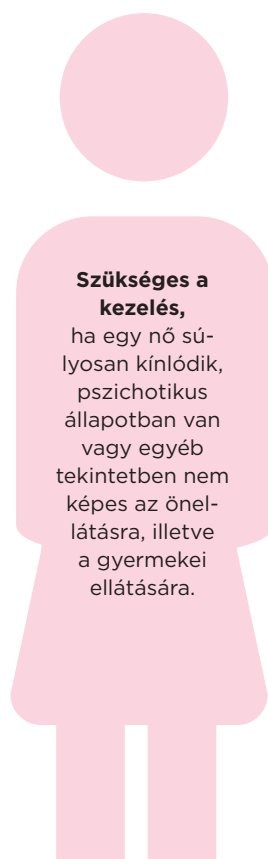 Szükséges a
kezelés,
ha egy nő sú-
lyosan kínlódik,
pszichotikus
állapotban van
vagy egyéb
tekintetben nem
képes az önel-
látásra, illetve
a gyermekei
ellátására.